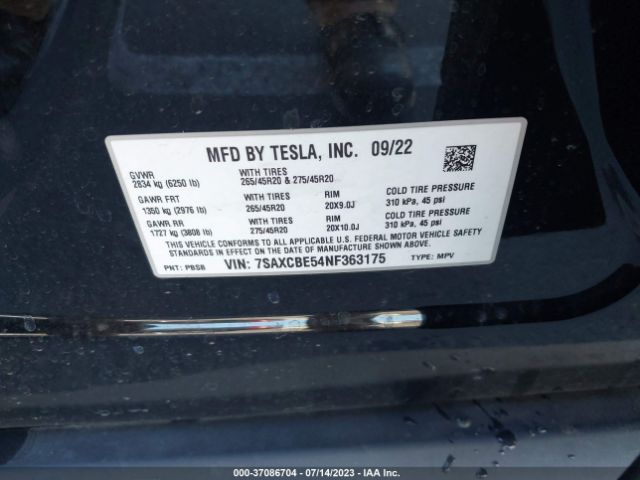 MFD BY TESLA, INC. 09/22
GVWR
2834 kg (6250 lb)
WITH TIRES
265/45R20 & 275/45R20
GAWR FRT
1350 kg (2976 lb)
WITH TIRES
265/45R20
RIM
20X9.0J
COLD TIRE PRESSURE
310 kPa, 45 psi
GAWR RR
1727 kg (3808 lb)
WITH TIRES
275/45R20
RIM
20X10.0J
COLD TIRE PRESSURE
310 kPa, 45 psi
THIS VEHICLE CONFORMS TO ALL APPLICABLE U.S. FEDERAL MOTOR VEHICLE SAFETY
STANDARDS IN EFFECT ON THE DATE OF MANUFACTURE SHOWN ABOVE.
PNT: PBSB VIN: 7SAXCBE54NF363175 TYPE: MPV
000-37086704 - 07/14/2023 - IAA Inc.